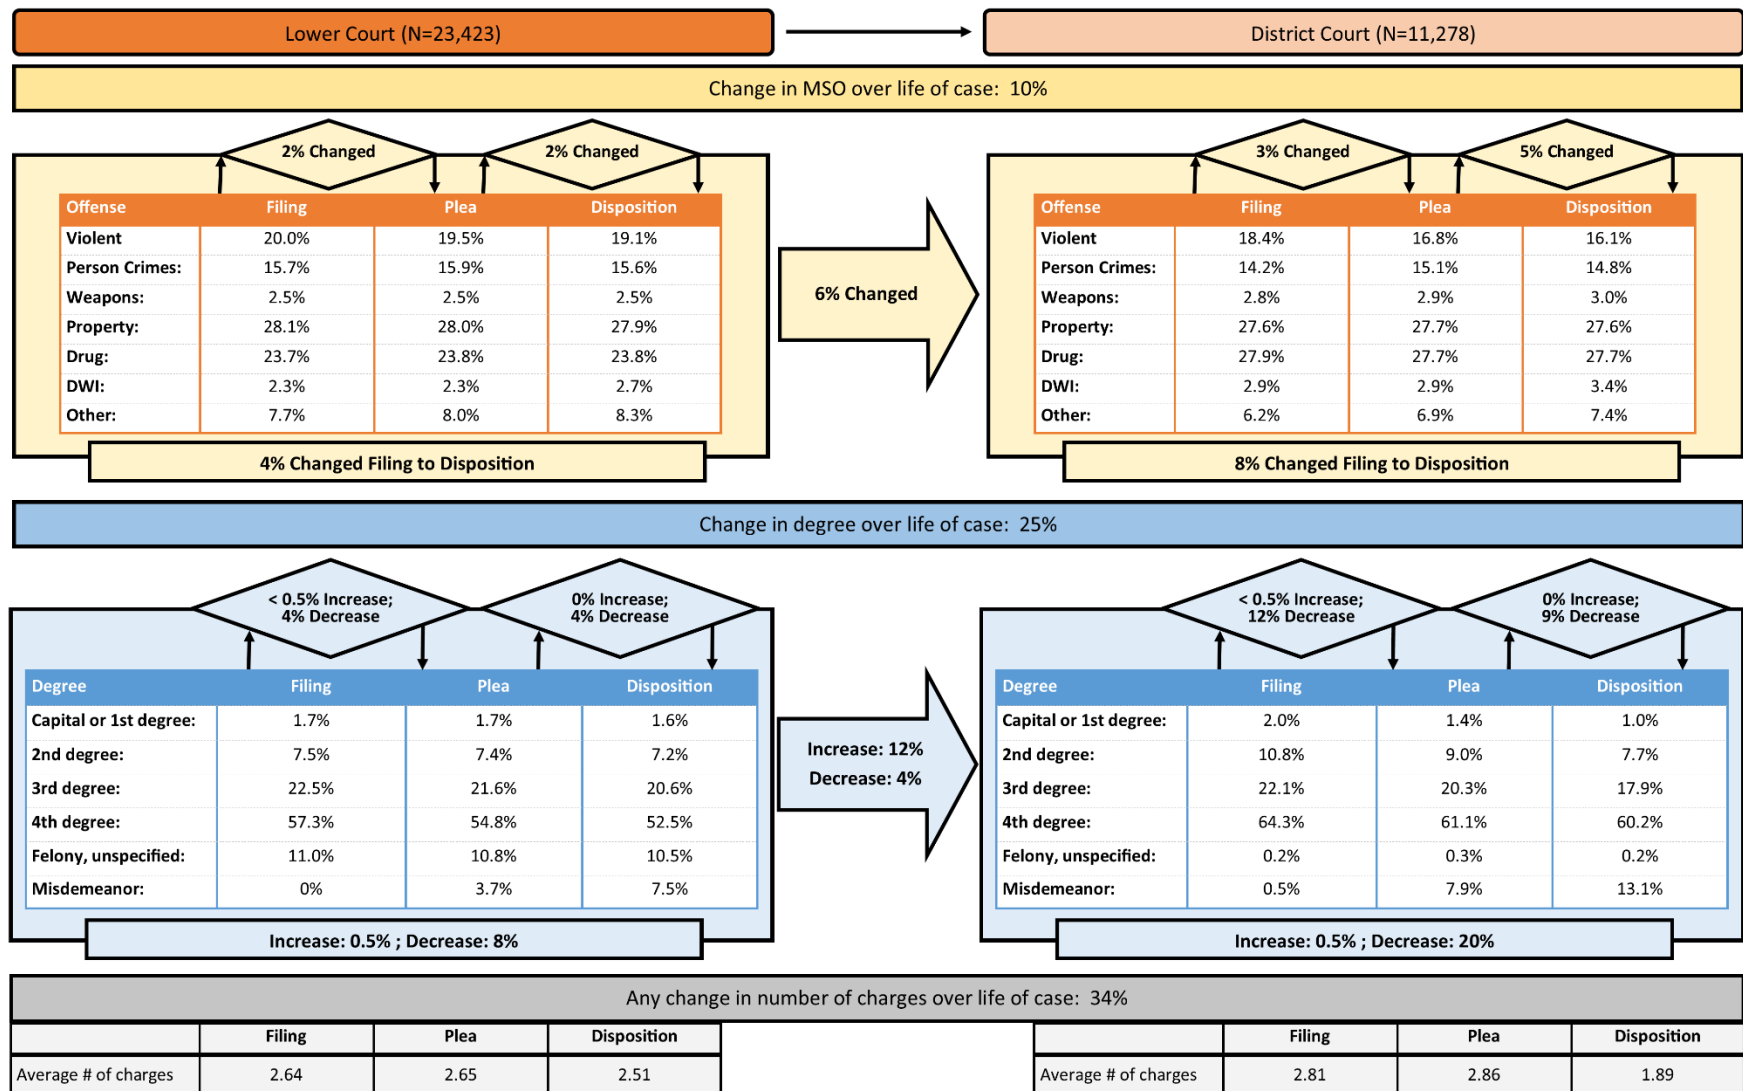 Lower Court (N=23,423)
District Court (N=11,278)
Change in MSO over life of case: 10%
2% Changed
2% Changed
Offense Filing Plea Disposition
Violent 20.0% 19.5% 19.1%
Person Crimes: 15.7% 15.9% 15.6%
Weapons: 2.5% 2.5% 2.5%
Property: 28.1% 28.0% 27.9%
Drug: 23.7% 23.8% 23.8%
DWI: 2.3% 2.3% 2.7%
Other: 7.7% 8.0% 8.3%
4% Changed Filing to Disposition
6% Changed
3% Changed
5% Changed
Offense Filing Plea Disposition
Violent 18.4% 16.8% 16.1%
Person Crimes: 14.2% 15.1% 14.8%
Weapons: 2.8% 2.9% 3.0%
Property: 27.6% 27.7% 27.6%
Drug: 27.9% 27.7% 27.7%
DWI: 2.9% 2.9% 3.4%
Other: 6.2% 6.9% 7.4%
8% Changed Filing to Disposition
Change in degree over life of case: 25%
< 0.5% Increase;
4% Decrease
0% Increase;
4% Decrease
Degree Filing Plea Disposition
Capital or 1st degree: 1.7% 1.7% 1.6%
2nd degree: 7.5% 7.4% 7.2%
3rd degree: 22.5% 21.6% 20.6%
4th degree: 57.3% 54.8% 52.5%
Felony, unspecified: 11.0% 10.8% 10.5%
Misdemeanor: 0% 3.7% 7.5%
Increase: 0.5% ; Decrease: 8%
Increase: 12%
Decrease: 4%
< 0.5% Increase;
12% Decrease
0% Increase;
9% Decrease
Degree Filing Plea Disposition
Capital or 1st degree: 2.0% 1.4% 1.0%
2nd degree: 10.8% 9.0% 7.7%
3rd degree: 22.1% 20.3% 17.9%
4th degree: 64.3% 61.1% 60.2%
Felony, unspecified: 0.2% 0.3% 0.2%
Misdemeanor: 0.5% 7.9% 13.1%
Increase: 0.5% ; Decrease: 20%
Any change in number of charges over life of case: 34%
Filing Plea Disposition
Average # of charges 2.64 2.65 2.51
Filing Plea Disposition
Average # of charges 2.81 2.86 1.89